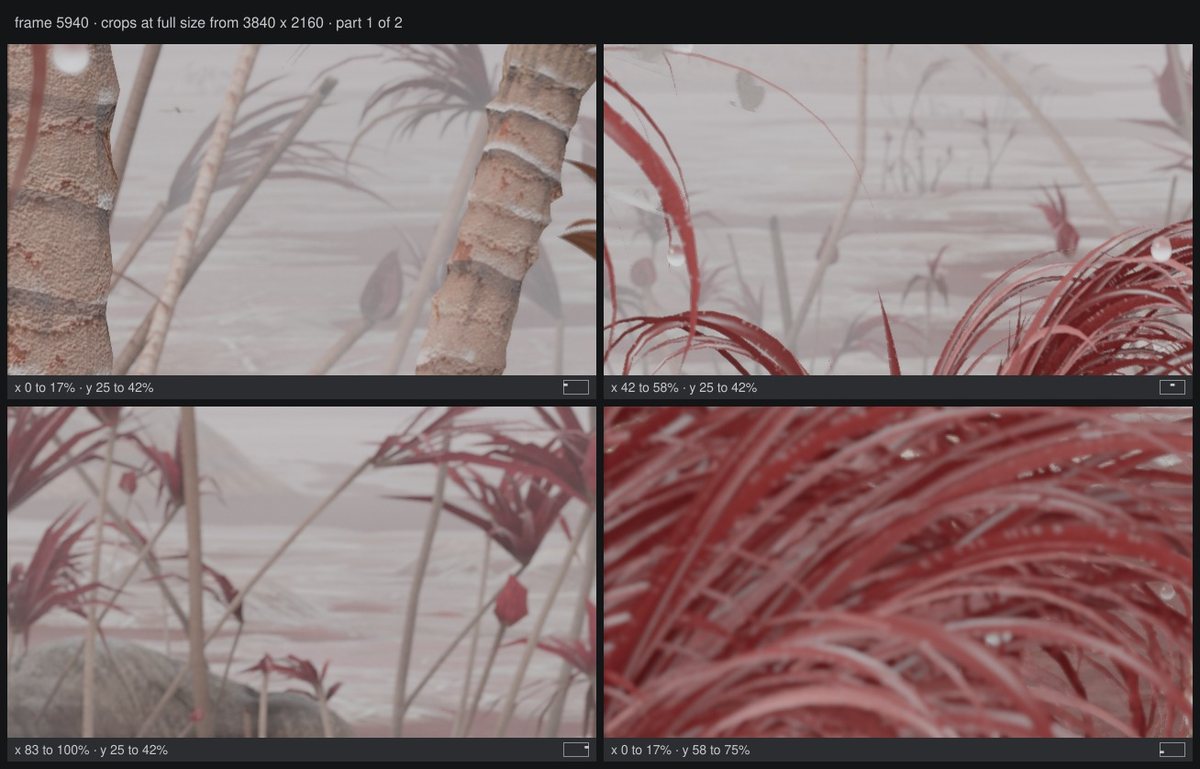 frame 5940 · crops at full size from 3840 x 2160 · part 1 of 2
x 0 to 17% · y 25 to 42%
x 42 to 58% · y 25 to 42%
x 83 to 100% · y 25 to 42%
x 0 to 17% · y 58 to 75%